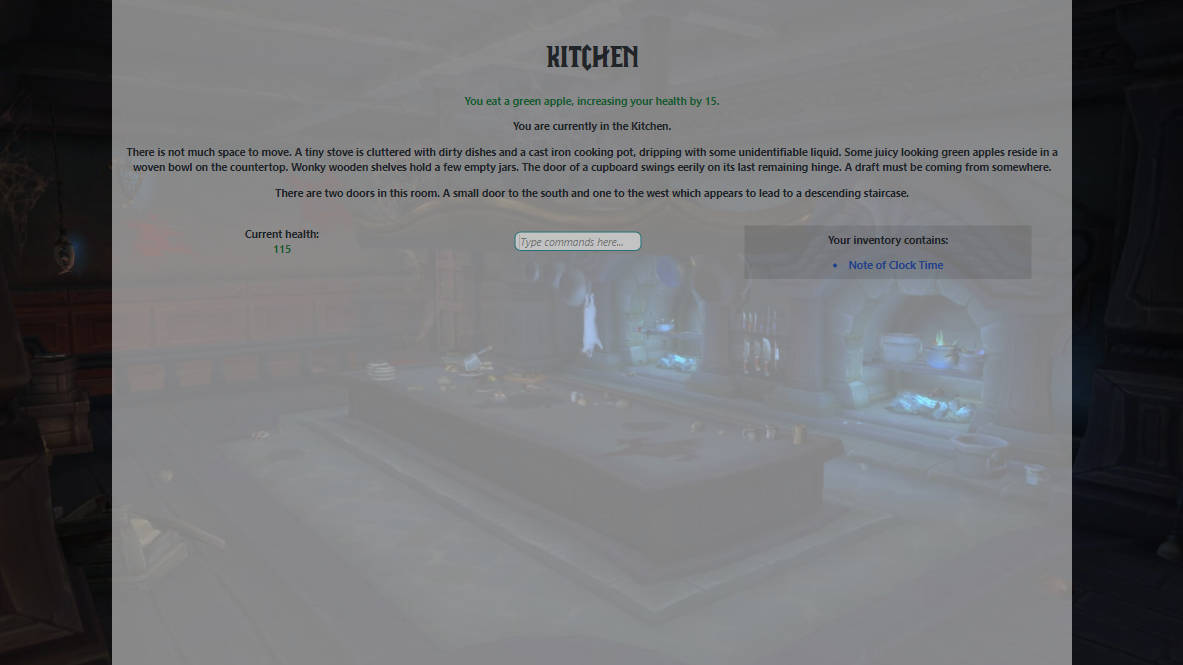 KITCHEN
You eat a green apple, increasing your health by 15.
You are currently in the Kitchen.
There is not much space to move. A tiny stove is cluttered with dirty dishes and a cast iron cooking pot, dripping with some unidentifiable liquid. Some juicy looking green apples reside in a
woven bowl on the countertop. Wonky wooden shelves hold a few empty jars. The door of a cupboard swings eerily on its last remaining hinge. A draft must be coming from somewhere.
There are two doors in this room. A small door to the south and one to the west which appears to lead to a descending staircase.
Current health:
115
Type commands here...
Your inventory contains:
• Note of Clock Time